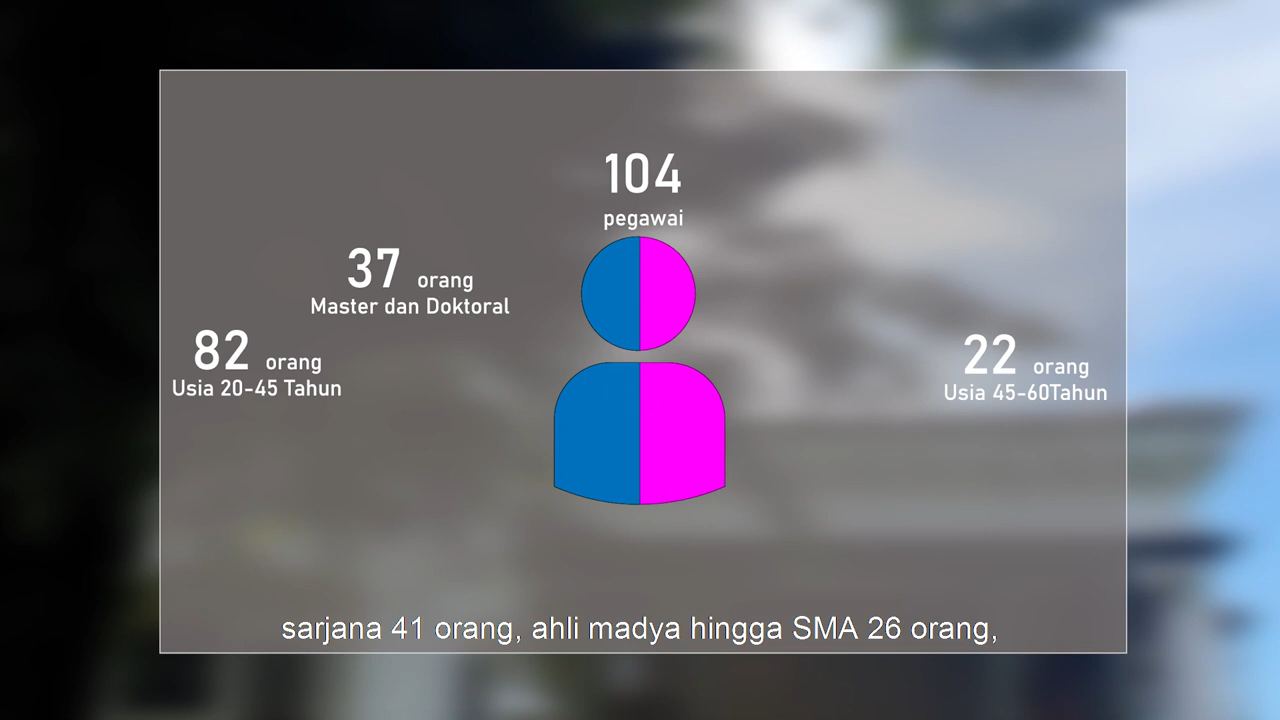 104
pegawai
37 orang
Master dan Doktoral
82 orang
Usia 20-45 Tahun
22 orang
Usia 45-60Tahun
sarjana 41 orang, ahli madya hingga SMA 26 orang,